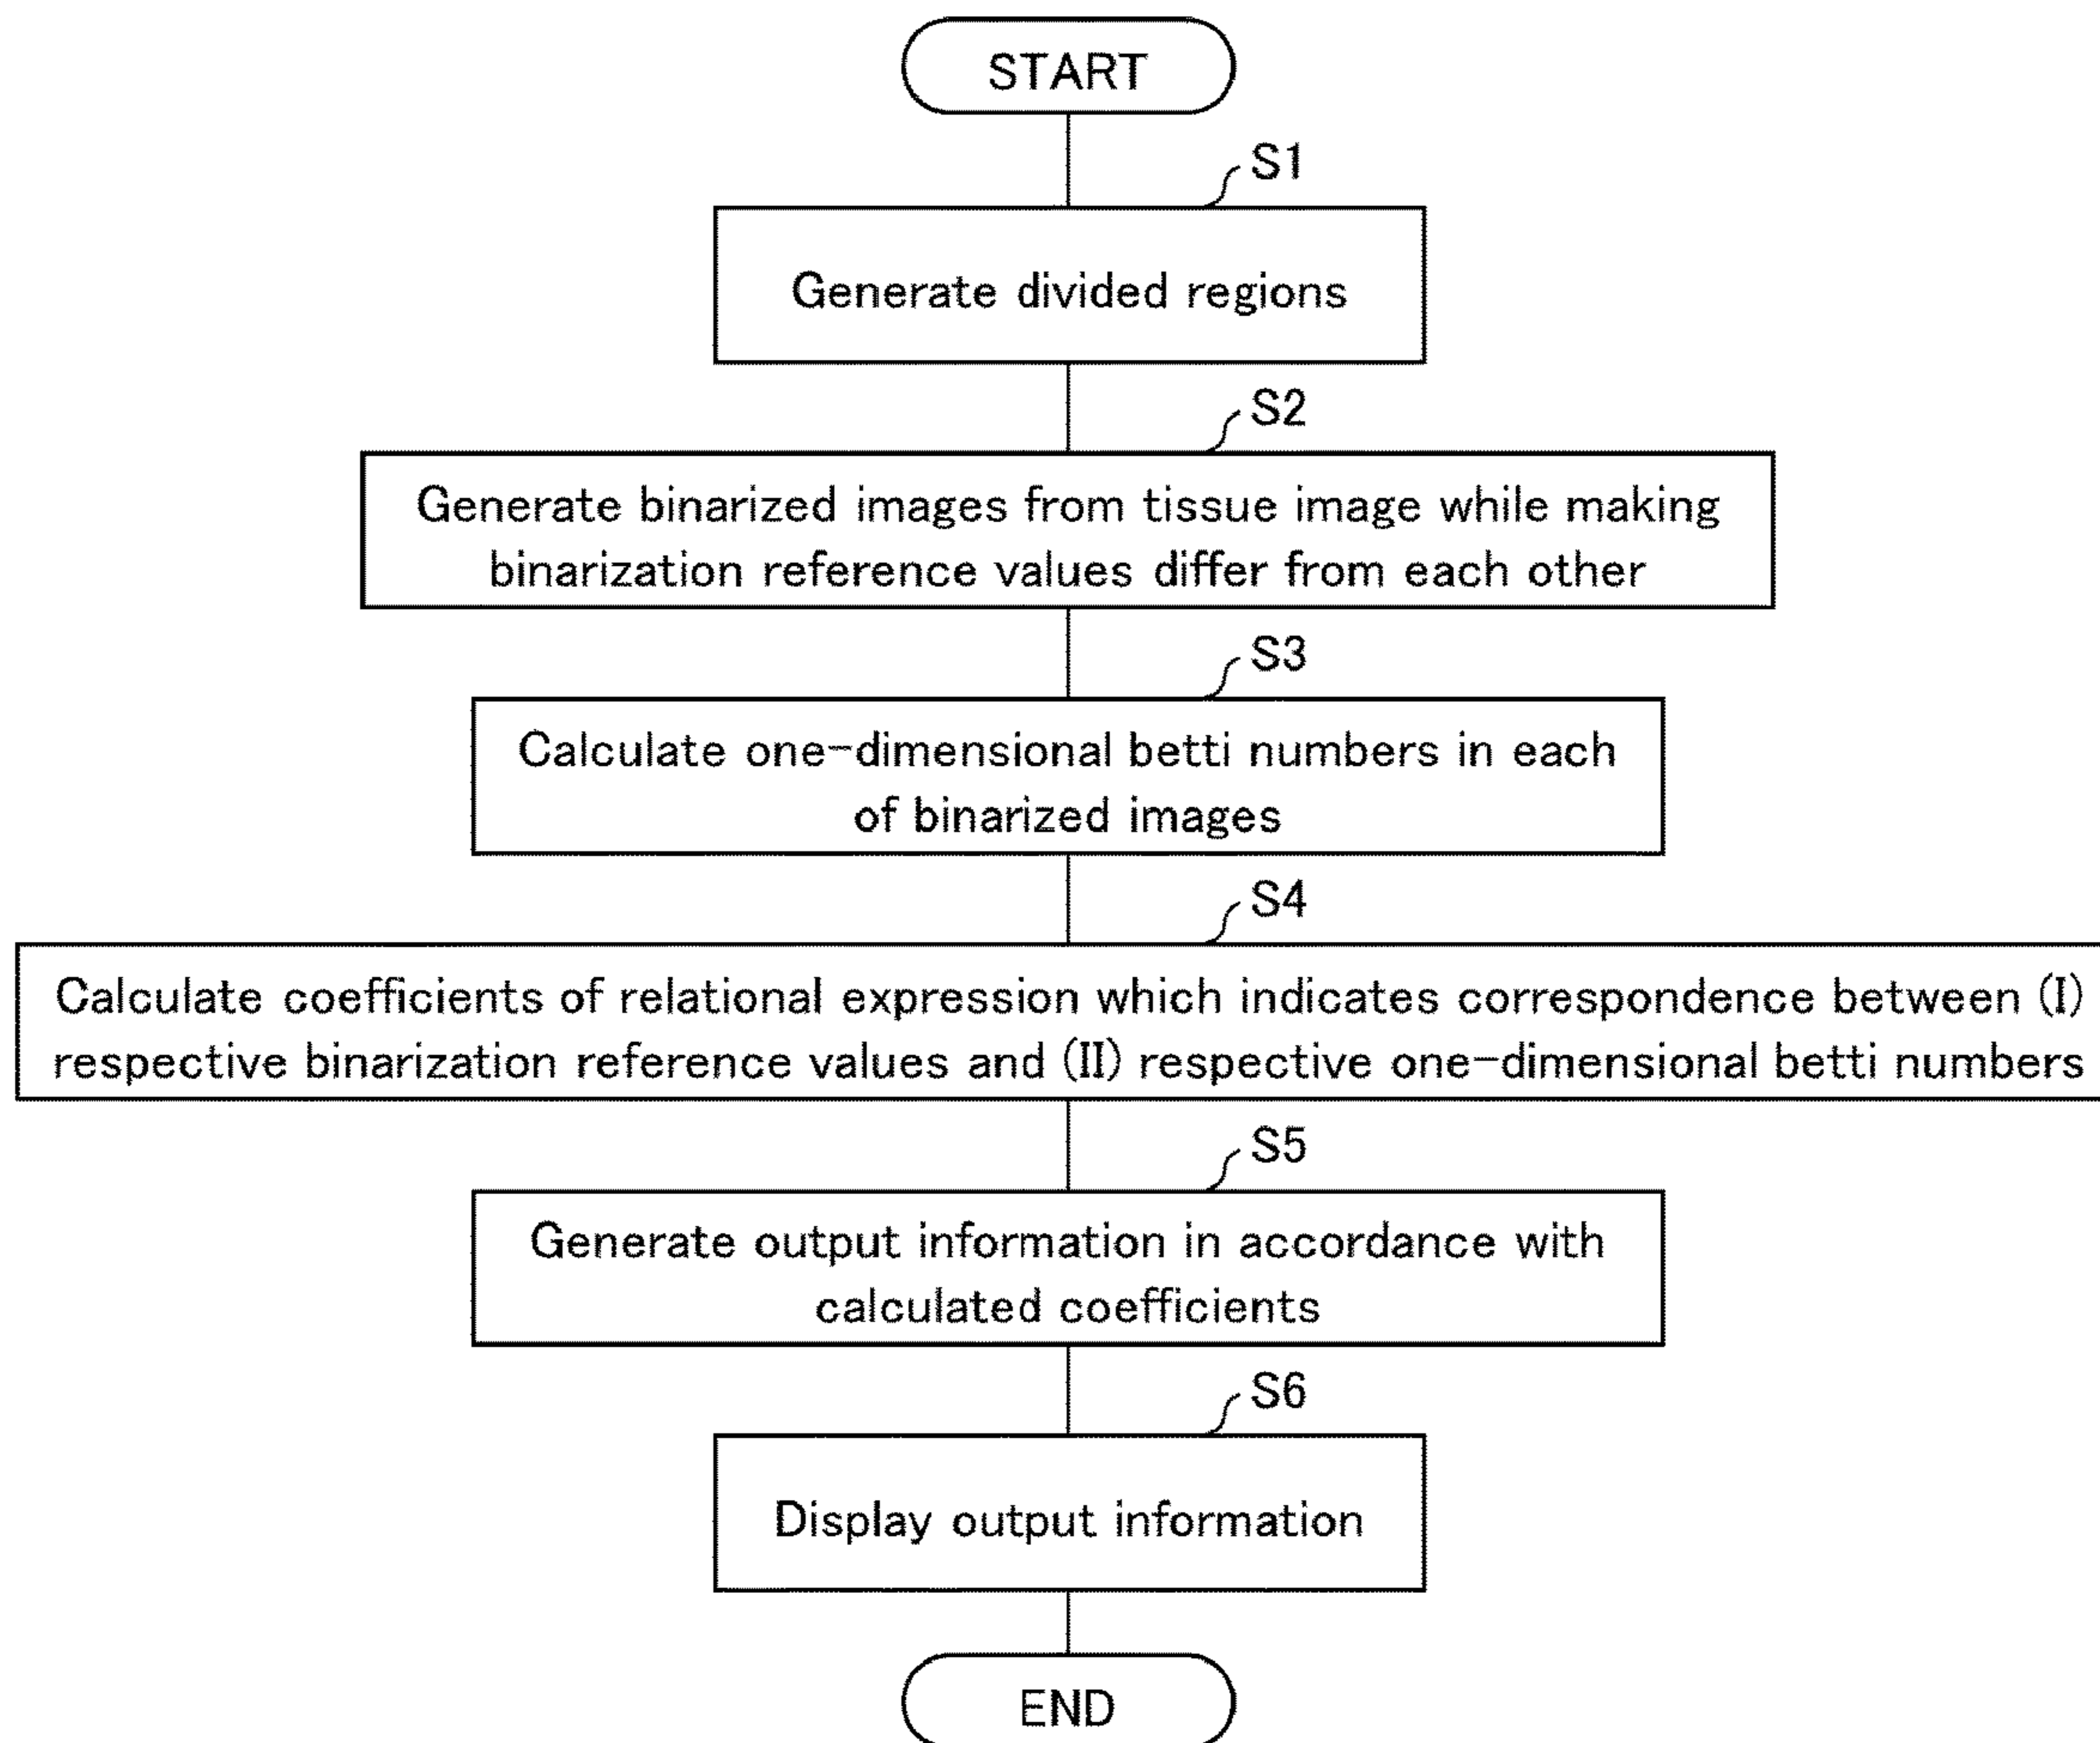 START
S1
Generate divided regions
S2
Generate binarized images from tissue image while making
binarization reference values differ from each other
S3
Calculate one-dimensional betti numbers in each
of binarized images
S4
Calculate coefficients of relational expression which indicates correspondence between (I)
respective binarization reference values and (II) respective one-dimensional betti numbers
S5
Generate output information in accordance with
calculated coefficients
S6
Display output information
END